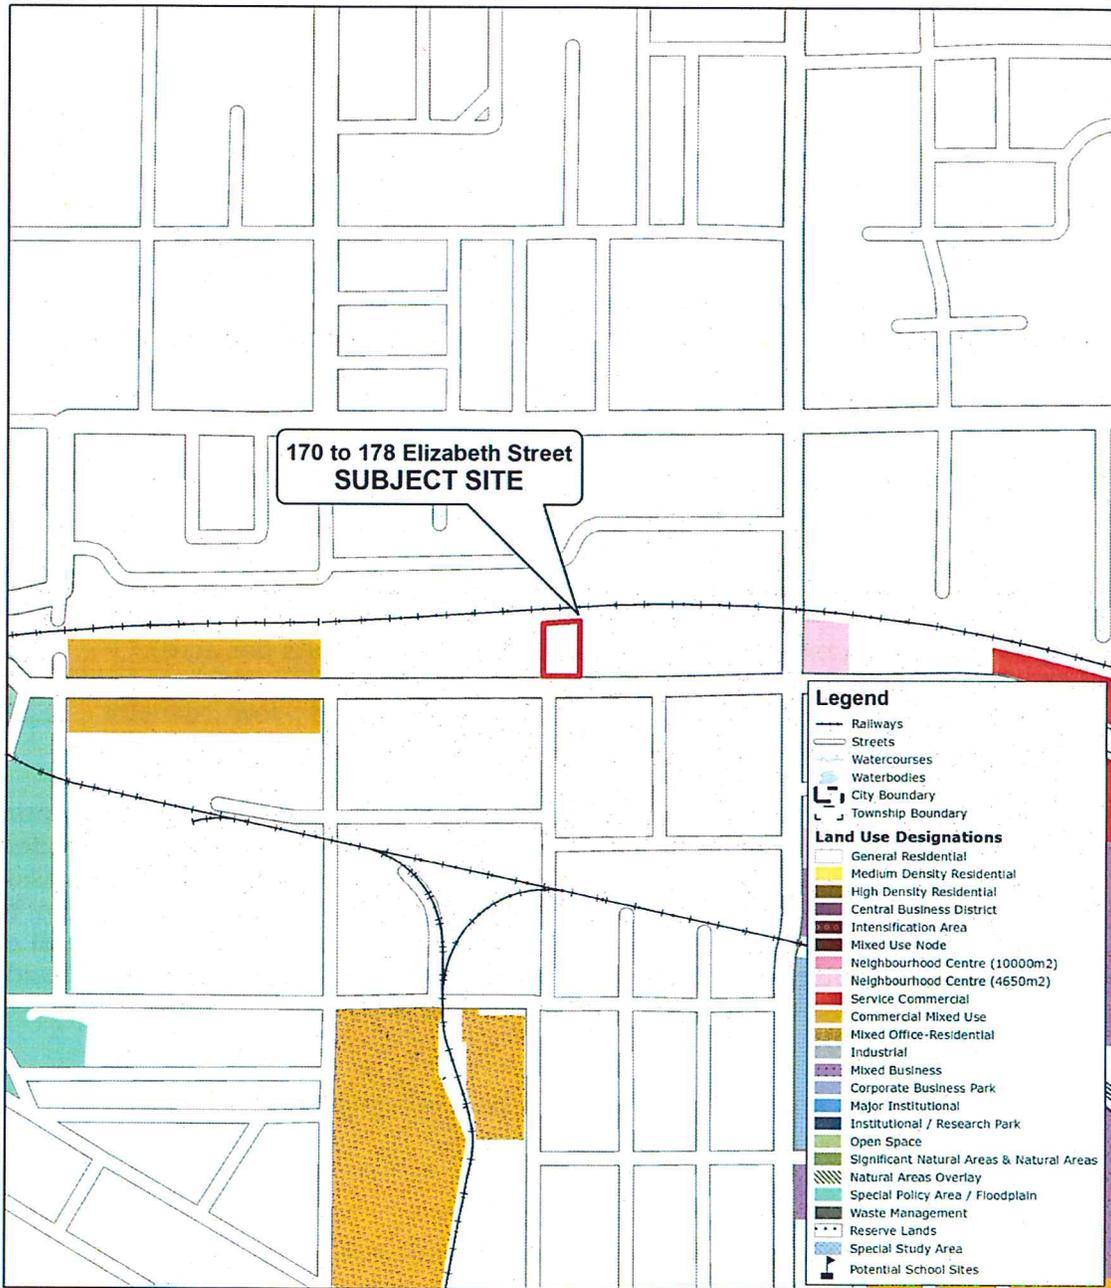 170 to 178 Elizabeth Street
SUBJECT SITE
Legend
Railways
Streets
Watercourses
Waterbodies
City Boundary
Township Boundary
Land Use Designations
General Residential
Medium Density Residential
High Density Residential
Central Business District
Intensification Area
Mixed Use Node
Neighbourhood Centre (10000m2)
Neighbourhood Centre (4650m2)
Service Commercial
Commercial Mixed Use
Mixed Office-Residential
Industrial
Mixed Business
Corporate Business Park
Major Institutional
Institutional / Research Park
Open Space
Significant Natural Areas & Natural Areas
Natural Areas Overlay
Special Policy Area / Floodplain
Waste Management
Reserve Lands
Special Study Area
Potential School Sites